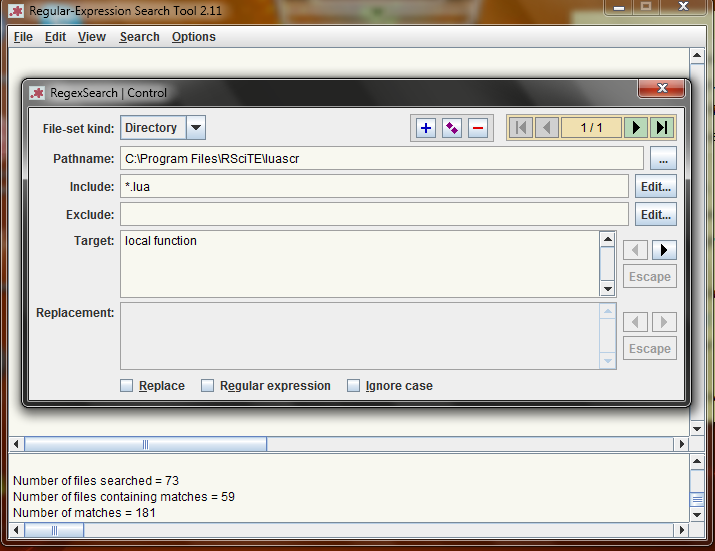 Regular-Expression Search Tool 2.11
File Edit View Search Options
RegexSearch | Control
File-set kind: Directory 1 / 1
Pathname: C:\Program Files\RSciTE\luascr ...
Include: *.lua Edit...
Exclude: Edit...
Target: local function
Escape
Replacement:
Escape
Replace Regular expression Ignore case
Number of files searched = 73
Number of files containing matches = 59
Number of matches = 181